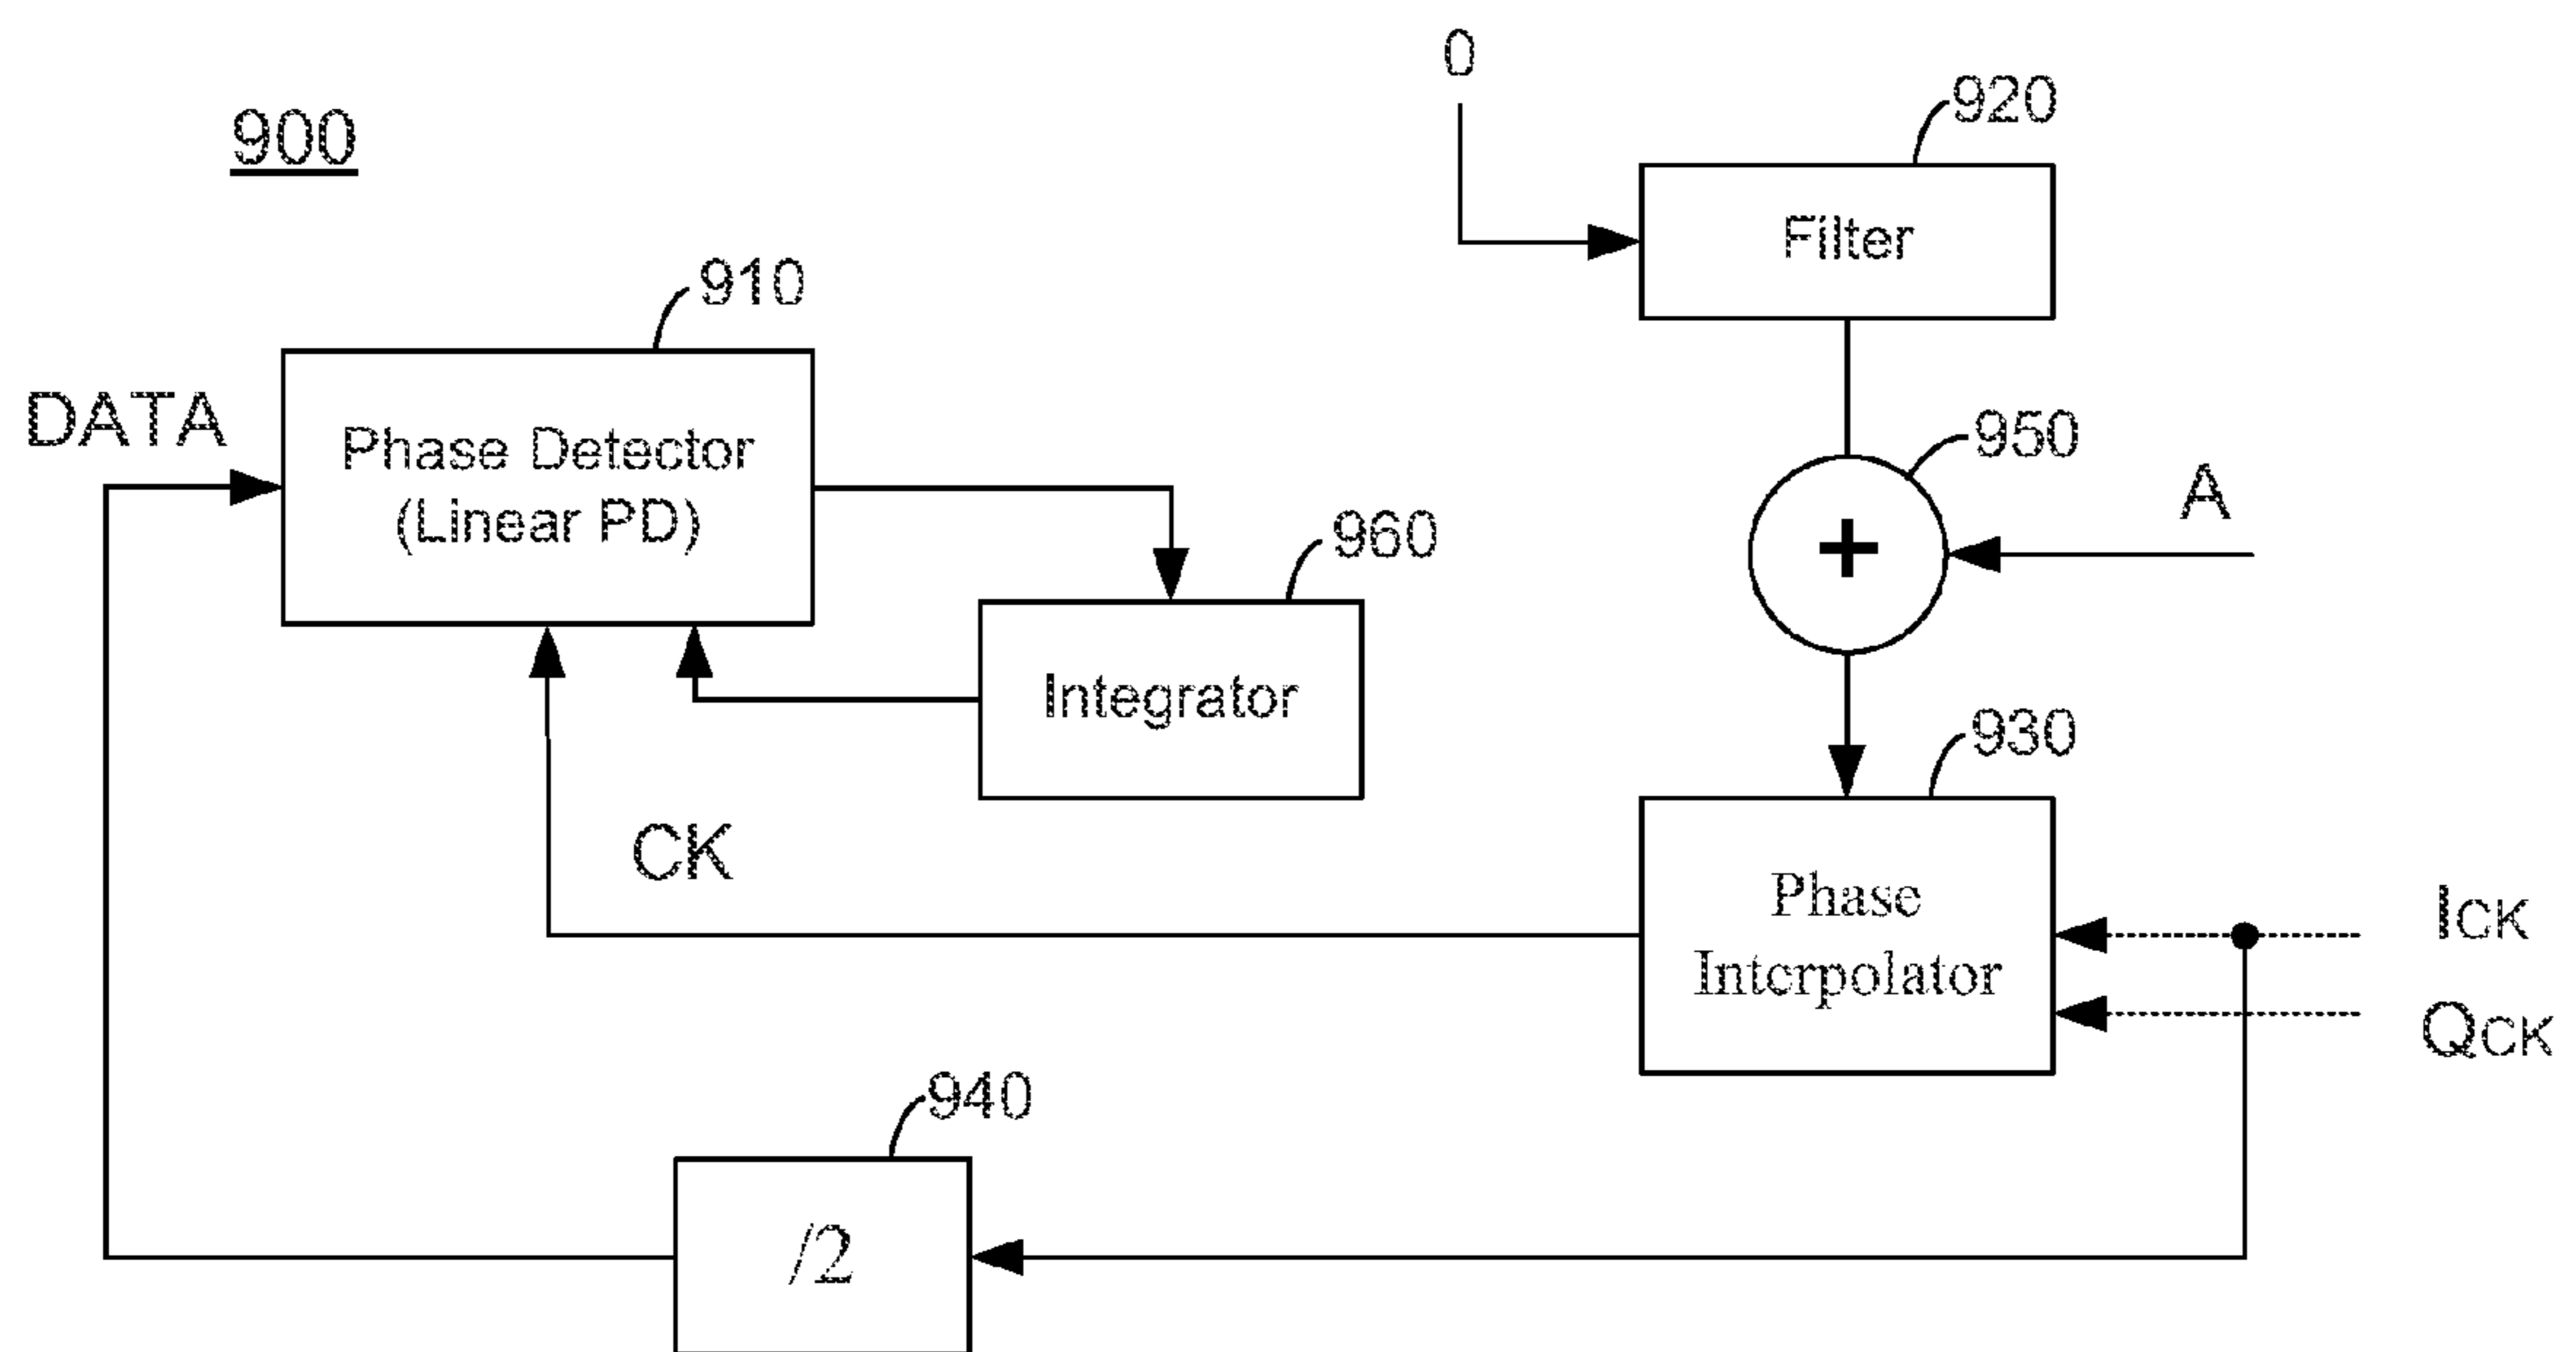 0
920
900
Filter
910
950
DATA
Phase Detector
(Linear PD)
A
960
+
Integrator
930
CK
Phase
Interpolator
ICK
QCK
940
/2